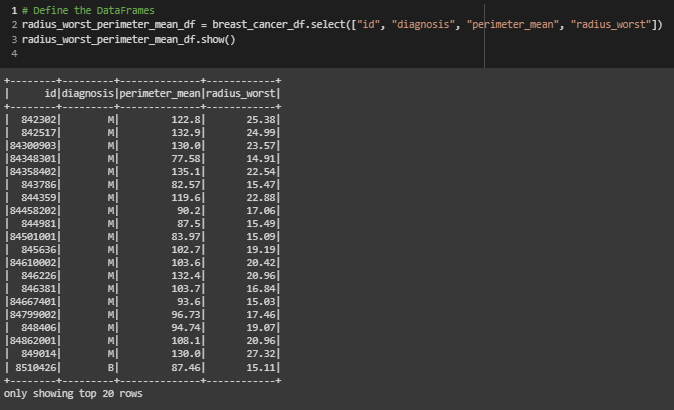 1 # Define the DataFrames
2 radius_worst_perimeter_mean_df = breast_cancer_df.select(["id", "diagnosis", "perimeter_mean", "radius_worst"])
3 radius_worst_perimeter_mean_df.show()
4
+--------+---------+--------------+------------+
|      id|diagnosis|perimeter_mean|radius_worst|
+--------+---------+--------------+------------+
|  842302|        M|         122.8|       25.38|
|  842517|        M|         132.9|       24.99|
|84300903|        M|         130.0|       23.57|
|84348301|        M|         77.58|       14.91|
|84358402|        M|         135.1|       22.54|
|  843786|        M|         82.57|       15.47|
|  844359|        M|         119.6|       22.88|
|84458202|        M|          90.2|       17.06|
|  844981|        M|          87.5|       15.49|
|84501001|        M|         83.97|       15.09|
|  845636|        M|         102.7|       19.19|
|84610002|        M|         103.6|       20.42|
|  846226|        M|         132.4|       20.96|
|  846381|        M|         103.7|       16.84|
|84667401|        M|          93.6|       15.03|
|84799002|        M|         96.73|       17.46|
|  848406|        M|         94.74|       19.07|
|84862001|        M|         108.1|       20.96|
|  849014|        M|         130.0|       27.32|
| 8510426|        B|         87.46|       15.11|
+--------+---------+--------------+------------+
only showing top 20 rows